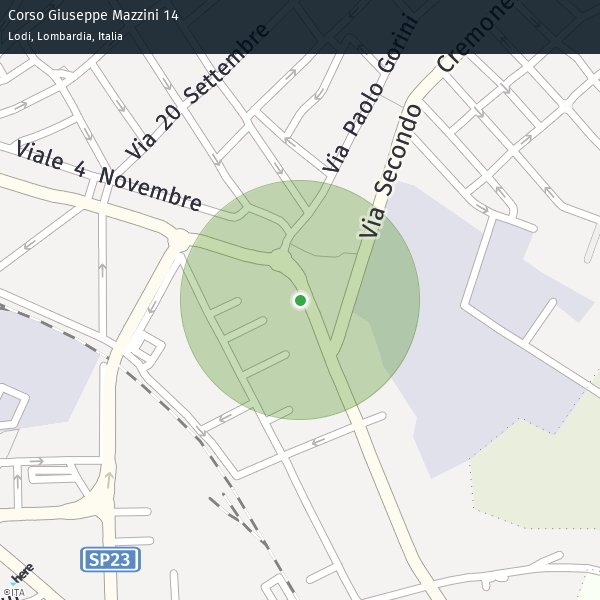 Corso Giuseppe Mazzini 14
Lodi, Lombardia, Italia
Cremone
Via 20 Settembre
Via Paolo Gorini
Via Secondo
Viale 4 Novembre
SP23
here
©ITA